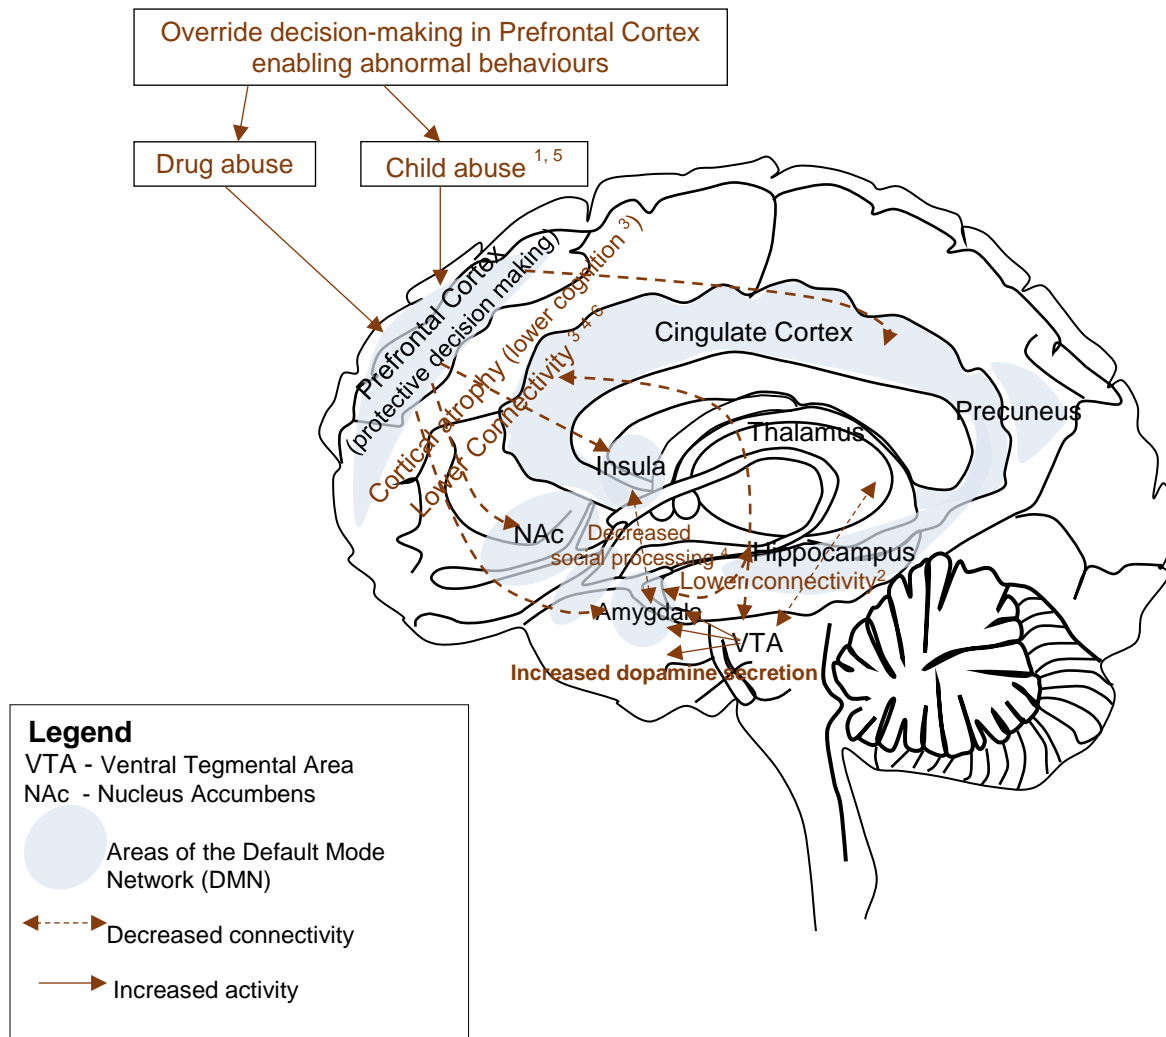 Override decision-making in Prefrontal Cortex
enabling abnormal behaviours
Drug abuse
Child abuse 1, 5
Prefrontal Cortex
(protective decision making)
Cortical atrophy (lower cognition 3)
Lower Connectivity 3 4 6
Cingulate Cortex
Precuneus
Thalamus
Insula
NAc
Decreased
social processing 4
Hippocampus
Lower connectivity2
Amygdala
VTA
Increased dopamine secretion
Legend
VTA - Ventral Tegmental Area
NAc - Nucleus Accumbens
Areas of the Default Mode
Network (DMN)
Decreased connectivity
Increased activity